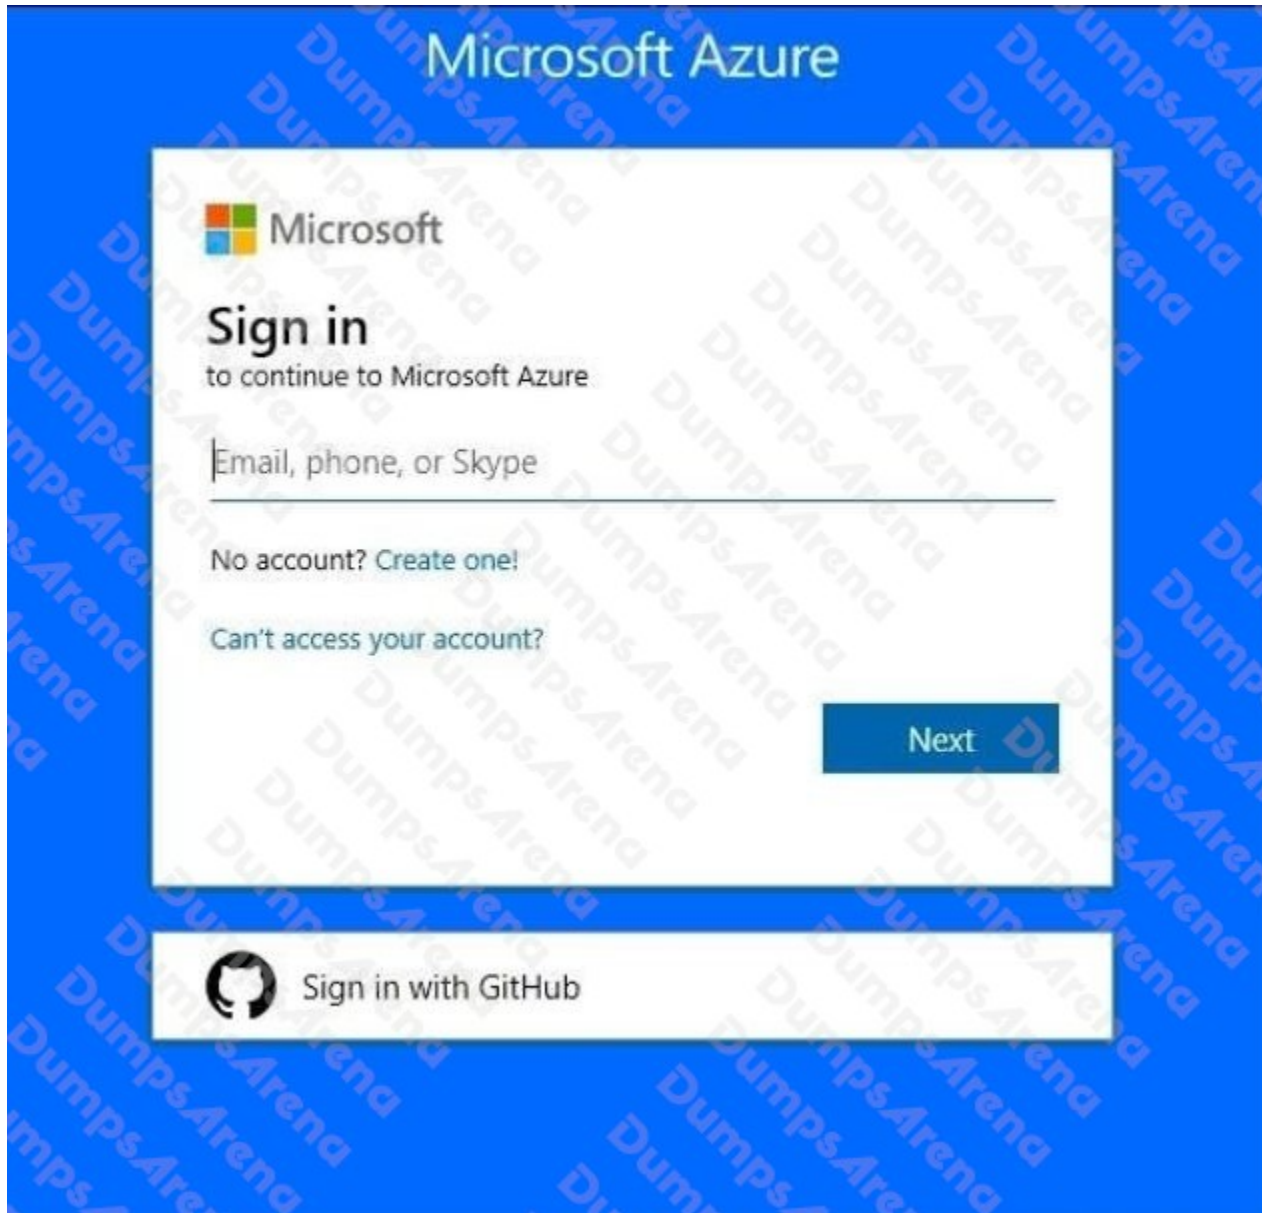 Microsoft Azure
Microsoft
Sign in
to continue to Microsoft Azure
Email, phone, or Skype
No account? Create one!
Can't access your account?
Next
Sign in with GitHub
DumpsArena